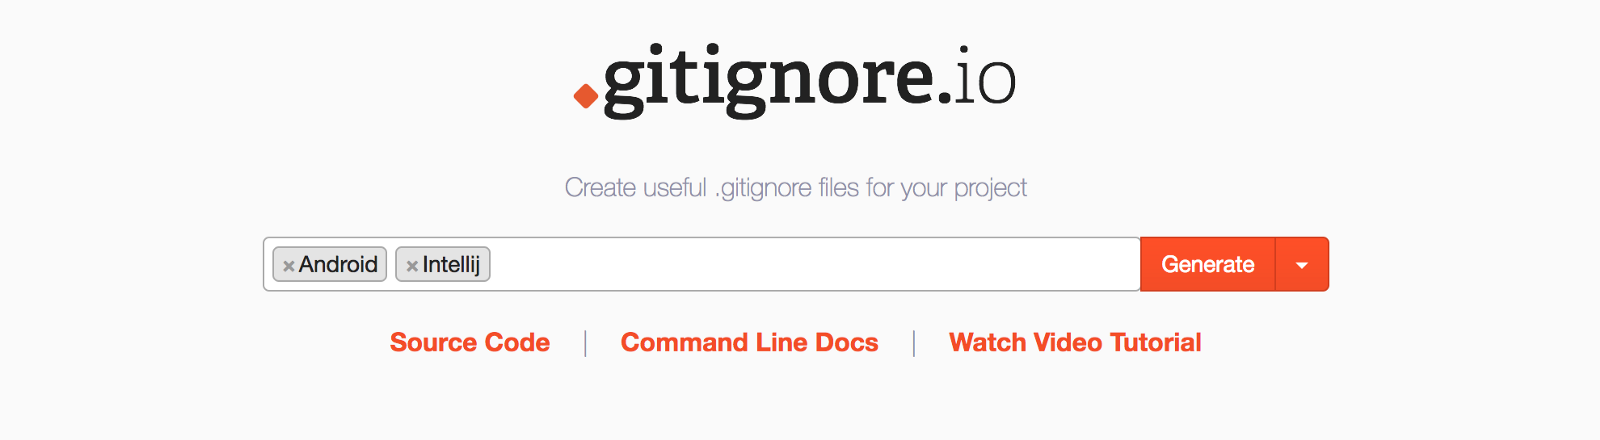 .gitignore.io
Create useful .gitignore files for your project
×Android ×Intellij Generate
Source Code | Command Line Docs | Watch Video Tutorial